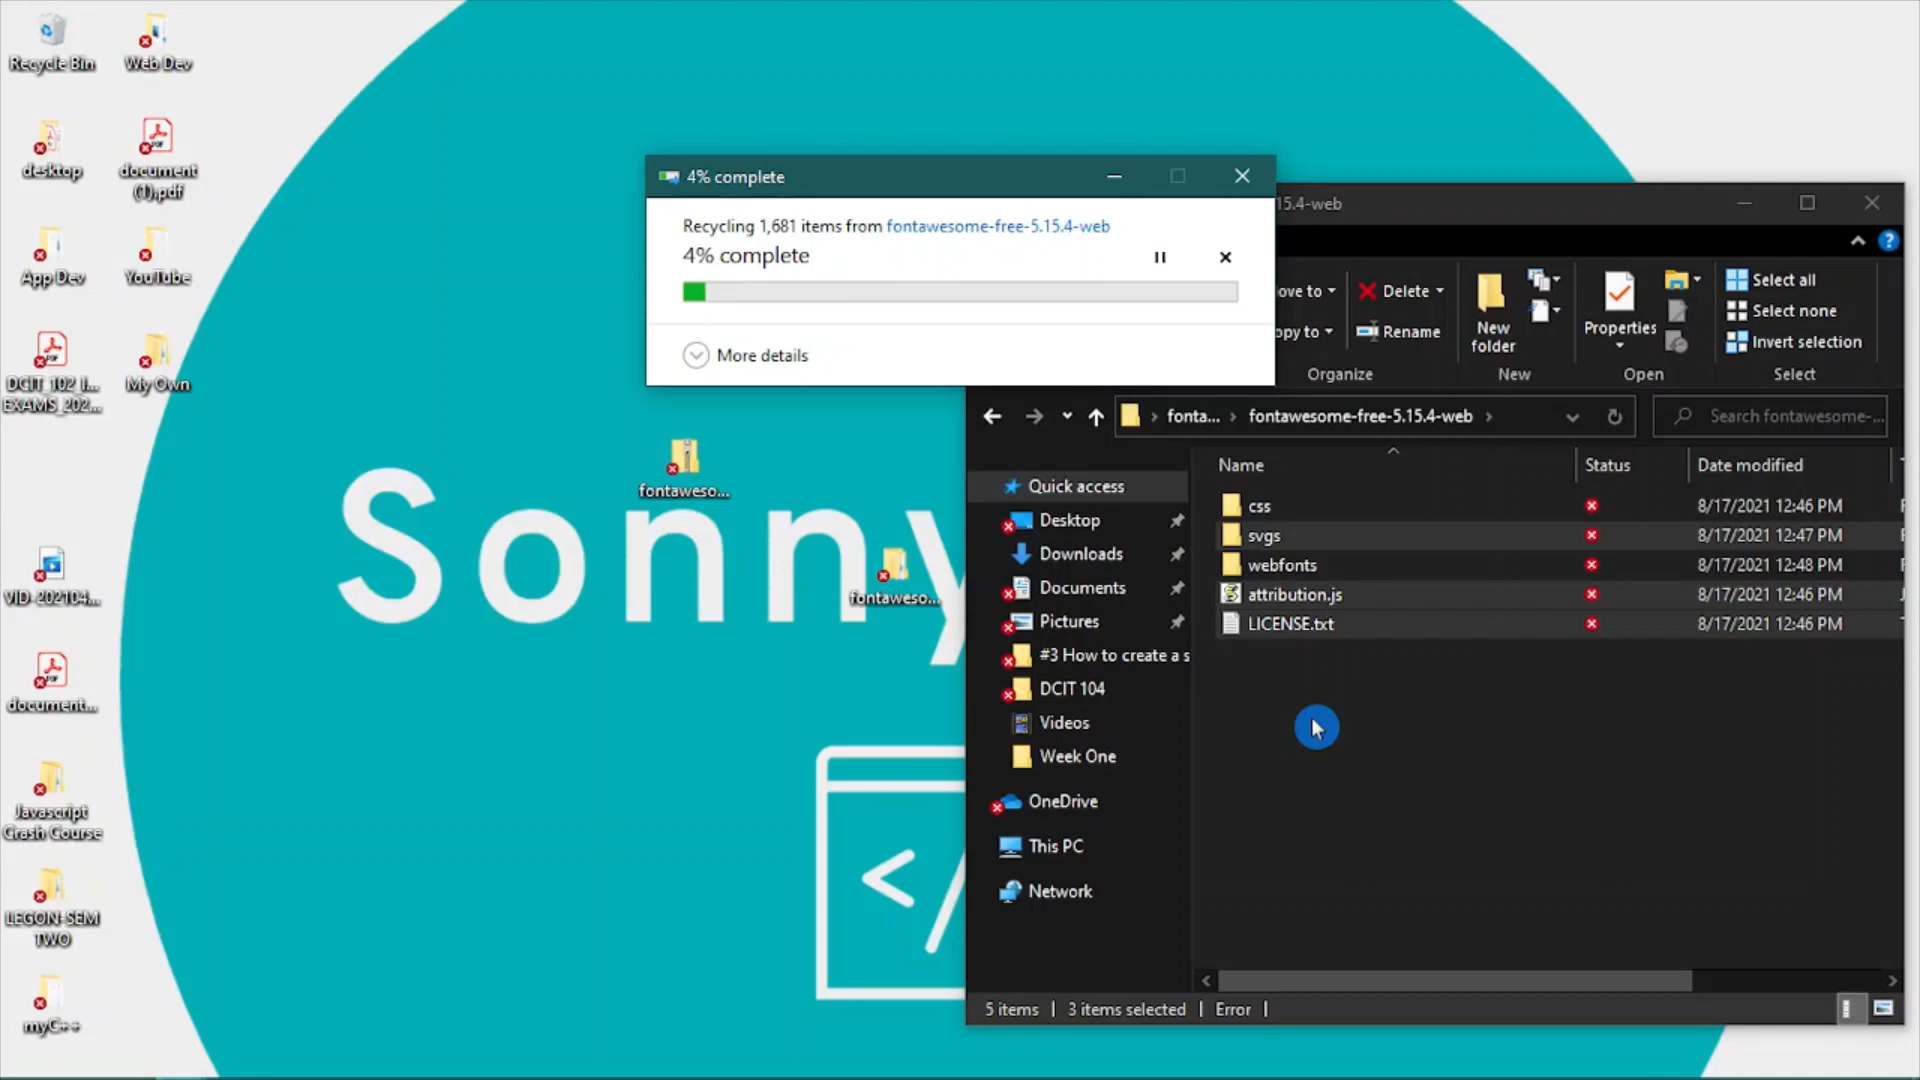 Recycle Bin
Web Dev
desktop
document
(1).pdf
App Dev
YouTube
DCIT_102_I...
EXAMS_202...
My Own
VID-202104...
document...
Javascript
Crash Course
LEGON-SEM
TWO
myC++
fontaweso...
fontaweso...
Sonny
</
4% complete
Recycling 1,681 items from fontawesome-free-5.15.4-web
4% complete
More details
15.4-web
ove to
opy to
Delete
Rename
Organize
New
folder
New
Properties
Open
Select all
Select none
Invert selection
Select
fonta... > fontawesome-free-5.15.4-web >
Search fontawesome-...
Name Status Date modified
Quick access
Desktop
Downloads
Documents
Pictures
#3 How to create a s
DCIT 104
Videos
Week One
OneDrive
This PC
Network
css 8/17/2021 12:46 PM
svgs 8/17/2021 12:47 PM
webfonts 8/17/2021 12:48 PM
attribution.js 8/17/2021 12:46 PM
LICENSE.txt 8/17/2021 12:46 PM
5 items | 3 items selected | Error |